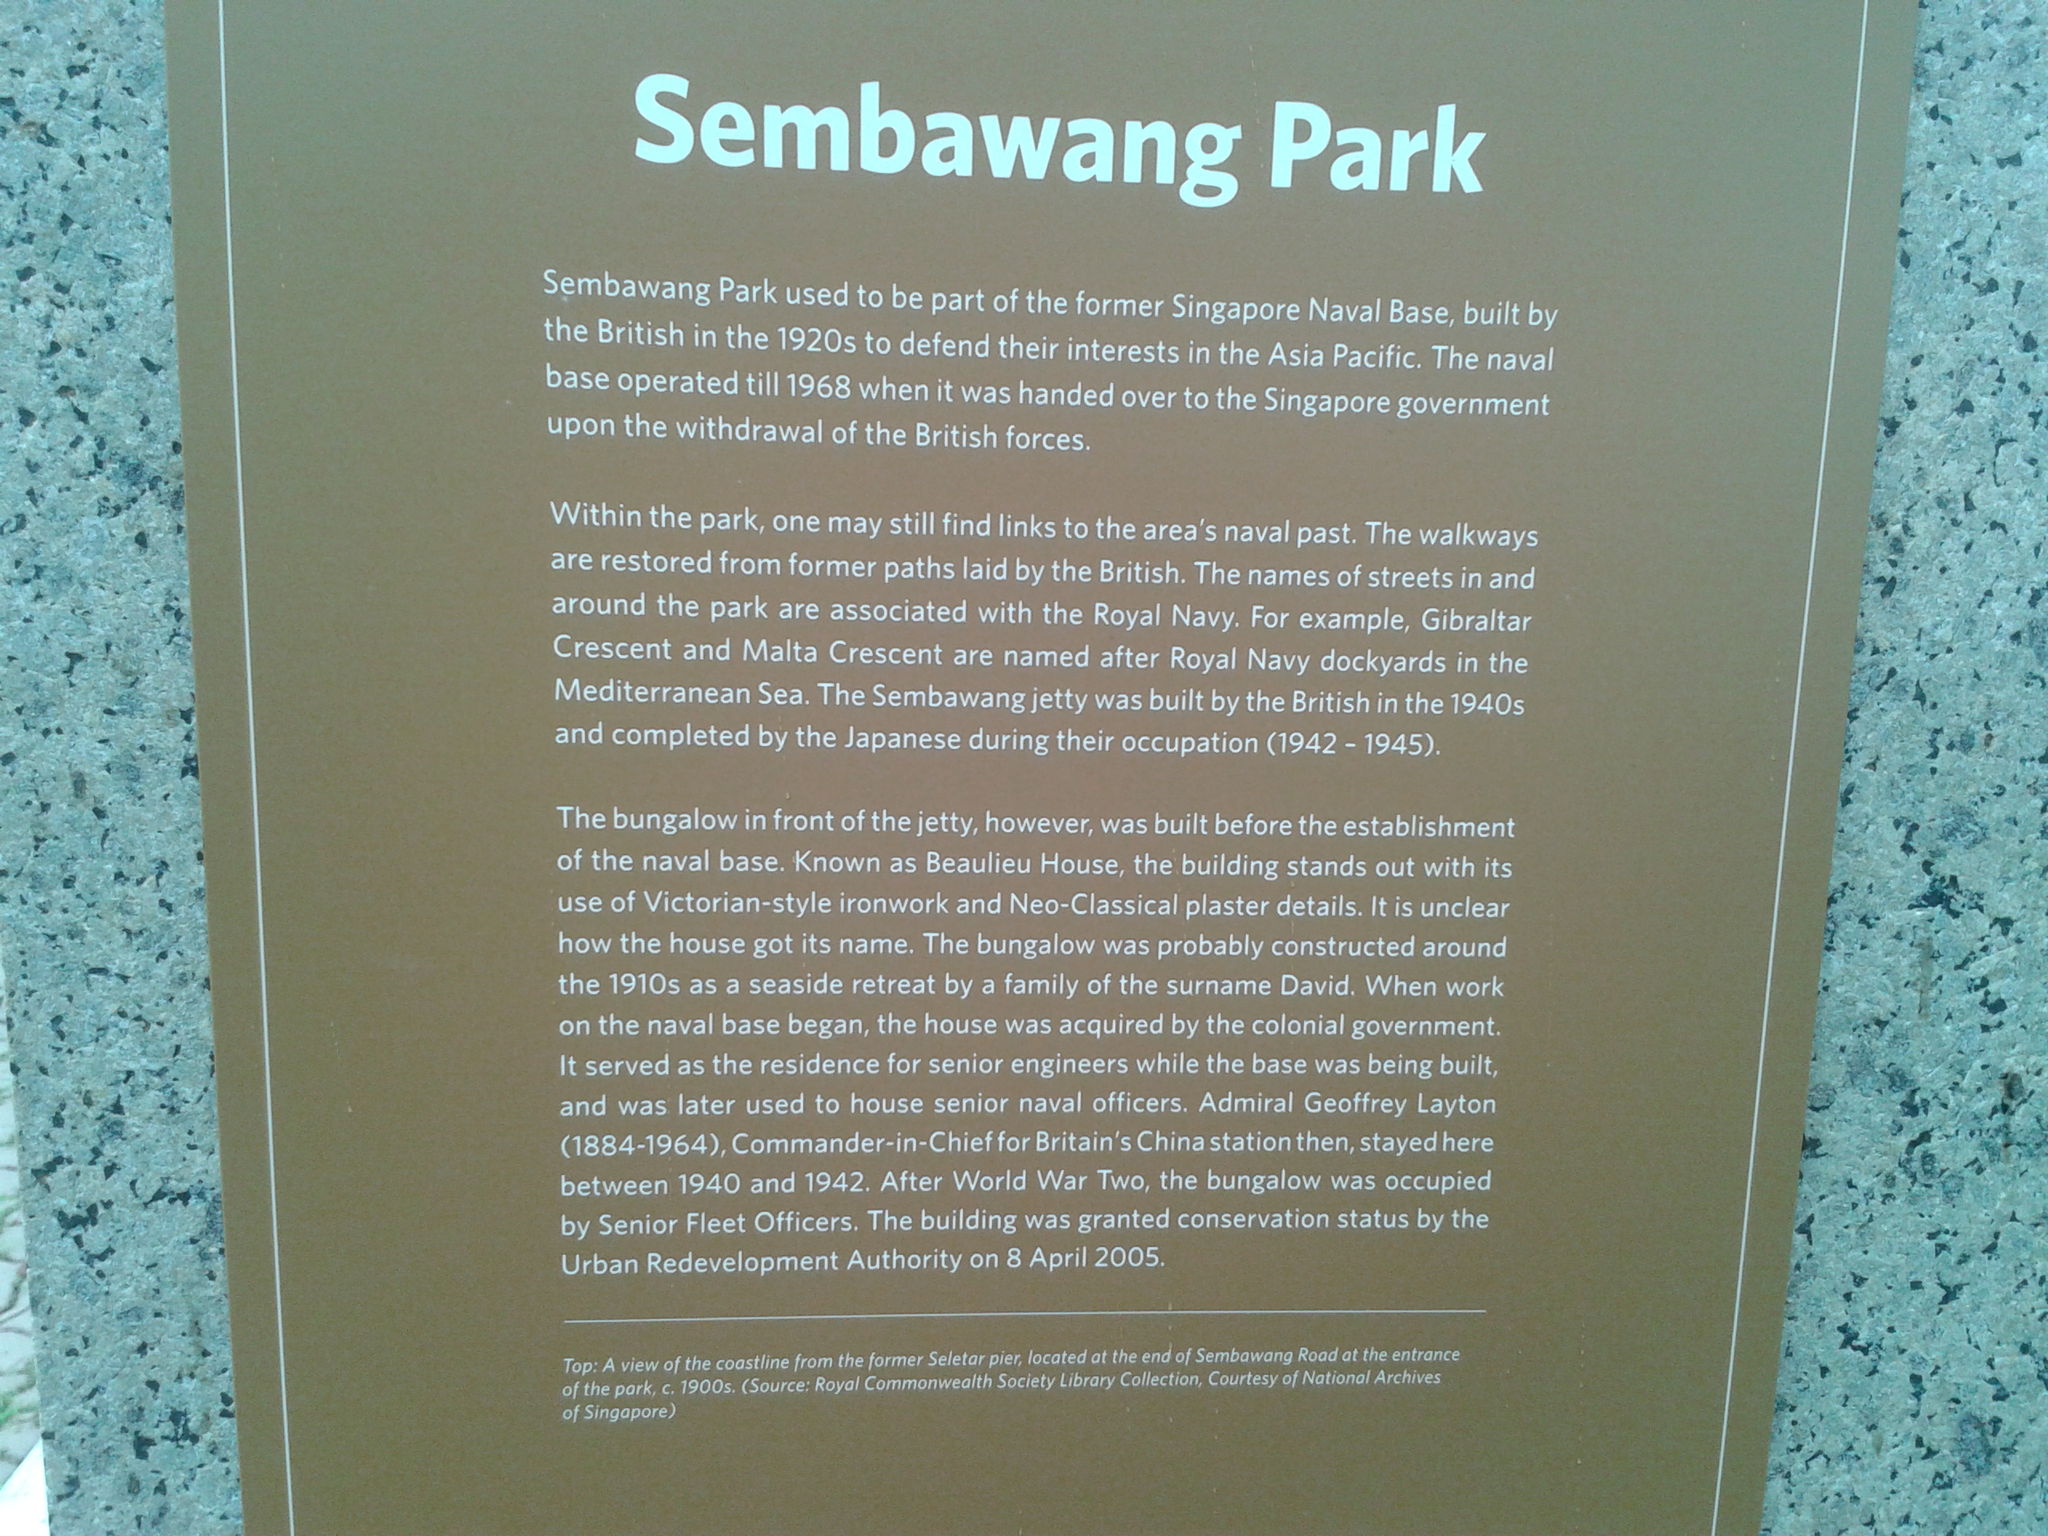 Sembawang Park
Sembawang Park used to be part of the former Singapore Naval Base, built by
the British in the 1920s to defend their interests in the Asia Pacific. The naval
base operated till 1968 when it was handed over to the Singapore government
upon the withdrawal of the British forces.
Within the park, one may still find links to the area's naval past. The walkways
are restored from former paths laid by the British. The names of streets in and
around the park are associated with the Royal Navy. For example, Gibraltar
Crescent and Malta Crescent are named after Royal Navy dockyards in the
Mediterranean Sea. The Sembawang jetty was built by the British in the 1940s
and completed by the Japanese during their occupation (1942 – 1945).
The bungalow in front of the jetty, however, was built before the establishment
of the naval base. Known as Beaulieu House, the building stands out with its
use of Victorian-style ironwork and Neo-Classical plaster details. It is unclear
how the house got its name. The bungalow was probably constructed around
the 1910s as a seaside retreat by a family of the surname David. When work
on the naval base began, the house was acquired by the colonial government.
It served as the residence for senior engineers while the base was being built,
and was later used to house senior naval officers. Admiral Geoffrey Layton
(1884-1964), Commander-in-Chief for Britain's China station then, stayed here
between 1940 and 1942. After World War Two, the bungalow was occupied
by Senior Fleet Officers. The building was granted conservation status by the
Urban Redevelopment Authority on 8 April 2005.
Top: A view of the coastline from the former Seletar pier, located at the end of Sembawang Road at the entrance
of the park, c. 1900s. (Source: Royal Commonwealth Society Library Collection, Courtesy of National Archives
of Singapore)